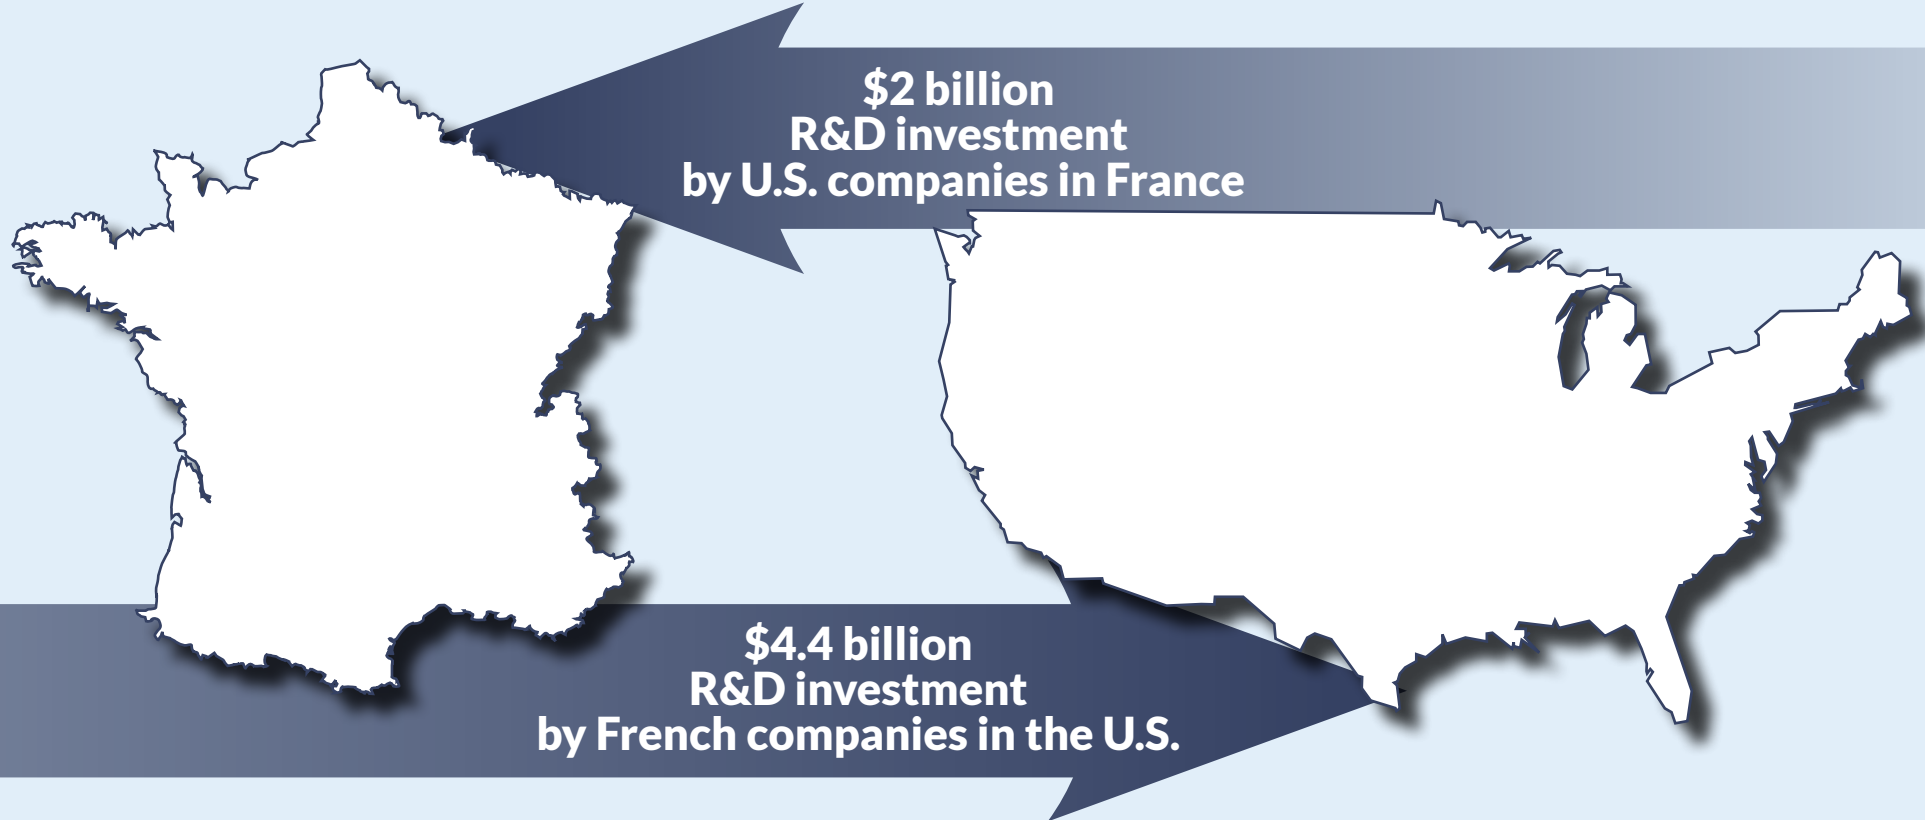 $2 billion
R&D investment
by U.S. companies in France
$4.4 billion
R&D investment
by French companies in the U.S.